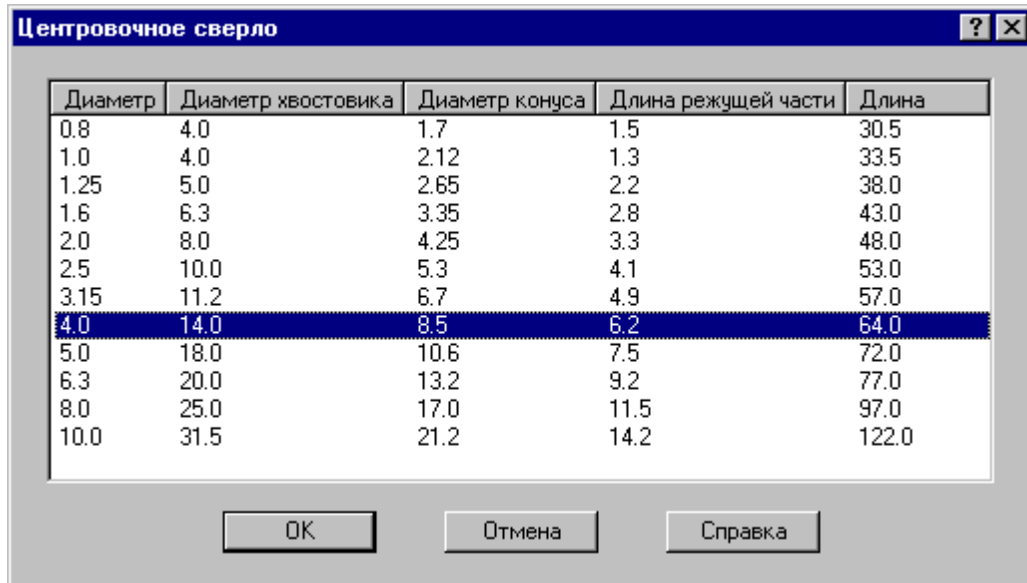 Центровочное сверло
Диаметр Диаметр хвостовика Диаметр конуса Длина режущей части Длина
0.8 4.0 1.7 1.5 30.5
1.0 4.0 2.12 1.3 33.5
1.25 5.0 2.65 2.2 38.0
1.6 6.3 3.35 2.8 43.0
2.0 8.0 4.25 3.3 48.0
2.5 10.0 5.3 4.1 53.0
3.15 11.2 6.7 4.9 57.0
4.0 14.0 8.5 6.2 64.0
5.0 18.0 10.6 7.5 72.0
6.3 20.0 13.2 9.2 77.0
8.0 25.0 17.0 11.5 97.0
10.0 31.5 21.2 14.2 122.0
OK Отмена Справка